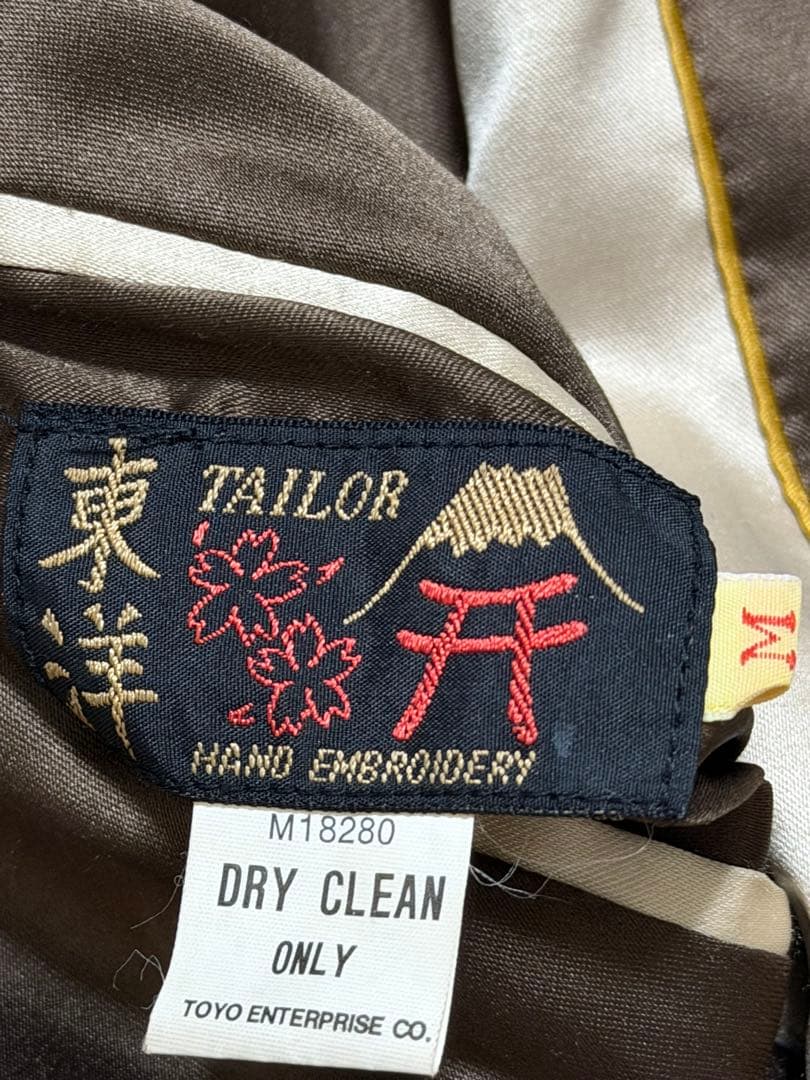 東洋
TAILOR
HAND EMBROIDERY
M
M18280
DRY CLEAN
ONLY
TOYO ENTERPRISE CO.